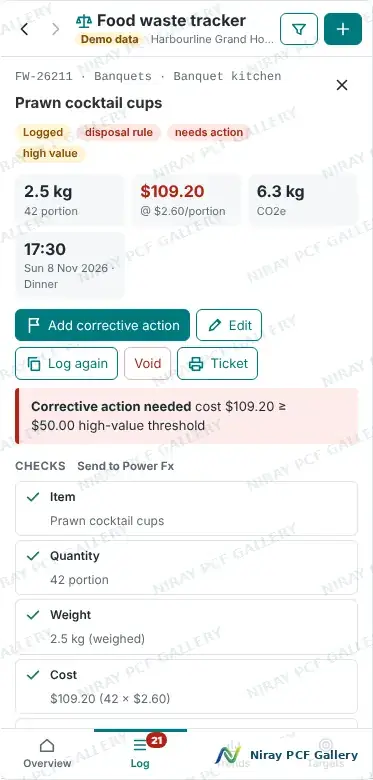 Food waste tracker
Demo data Harbourline Grand Ho...
FW-26211 · Banquets · Banquet kitchen
Prawn cocktail cups
Logged disposal rule needs action
high value
2.5 kg
42 portion
$109.20
@ $2.60/portion
6.3 kg
CO2e
17:30
Sun 8 Nov 2026 ·
Dinner
Add corrective action Edit
Log again Void Ticket
Corrective action needed cost $109.20 ≥
$50.00 high-value threshold
CHECKS Send to Power Fx
Item
Prawn cocktail cups
Quantity
42 portion
Weight
2.5 kg (weighed)
Cost
$109.20 (42 × $2.60)
21
Overview Log Targets
Niray PCF Gallery
NIRAY PCF GALLERY